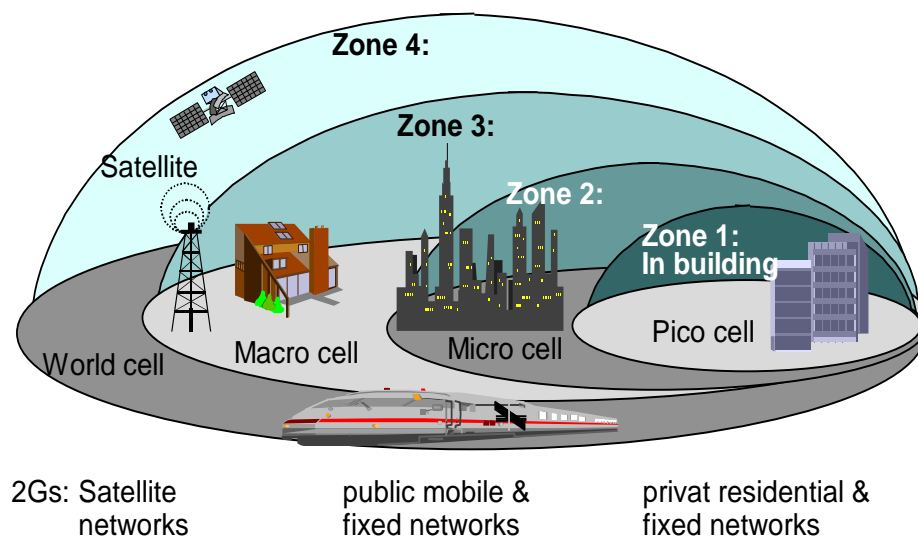 Zone 4:
Zone 3:
Satellite
Zone 2:
Zone 1:
In building
Pico cell
Micro cell
Macro cell
World cell
2Gs: Satellite
networks
public mobile &
fixed networks
privat residential &
fixed networks